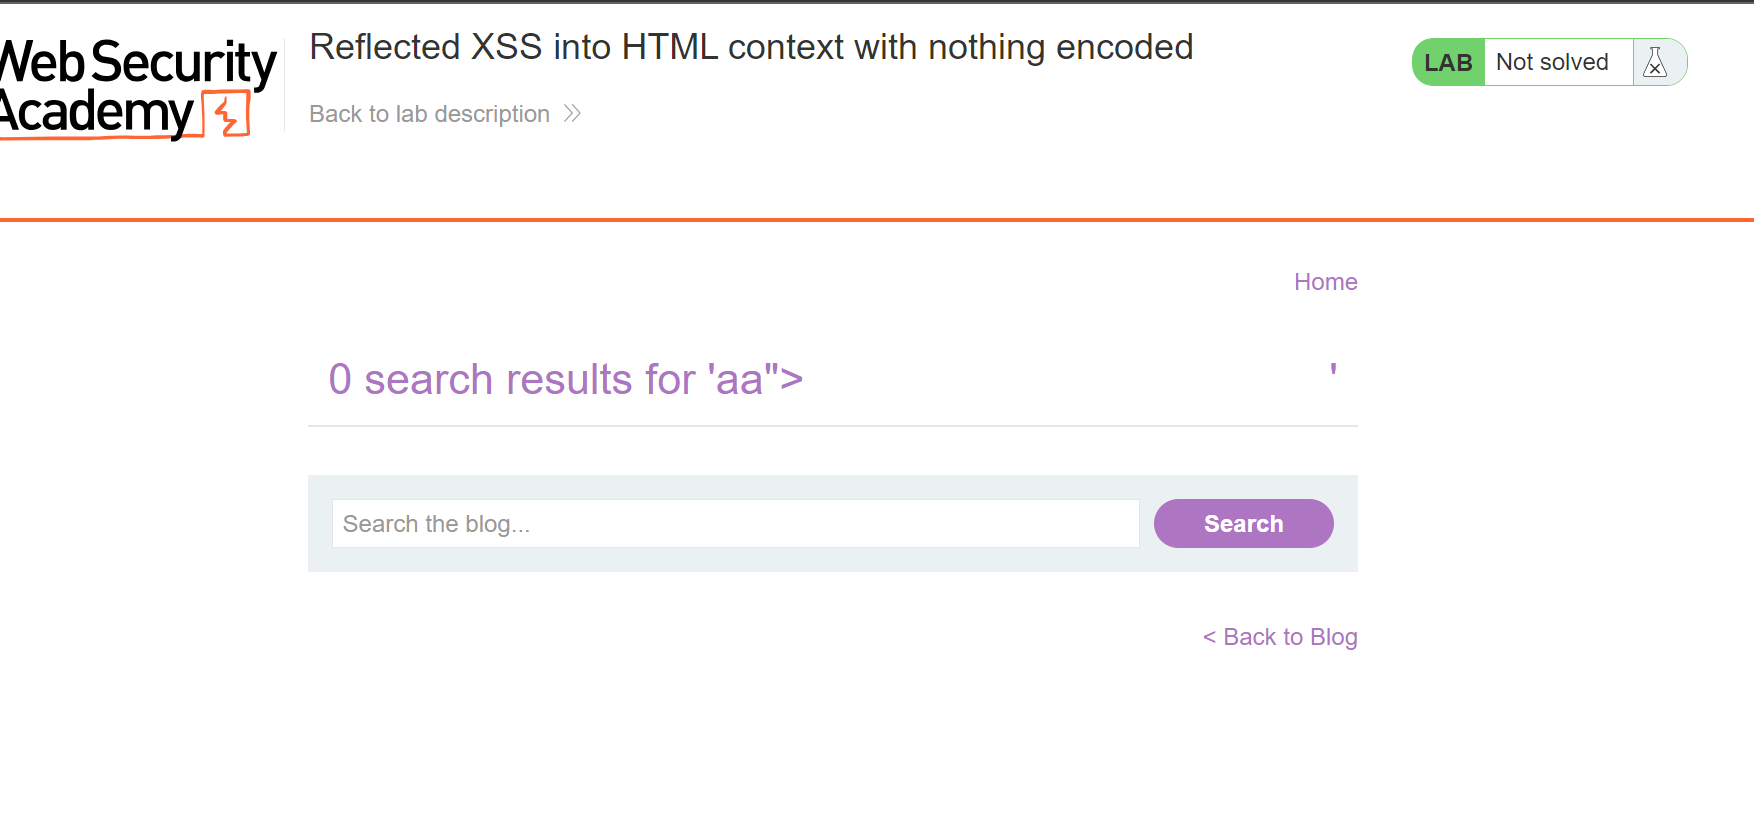 Web Security
Academy
Reflected XSS into HTML context with nothing encoded
Back to lab description
LAB Not solved
Home
0 search results for 'aa"> '
Search the blog...
Search
< Back to Blog